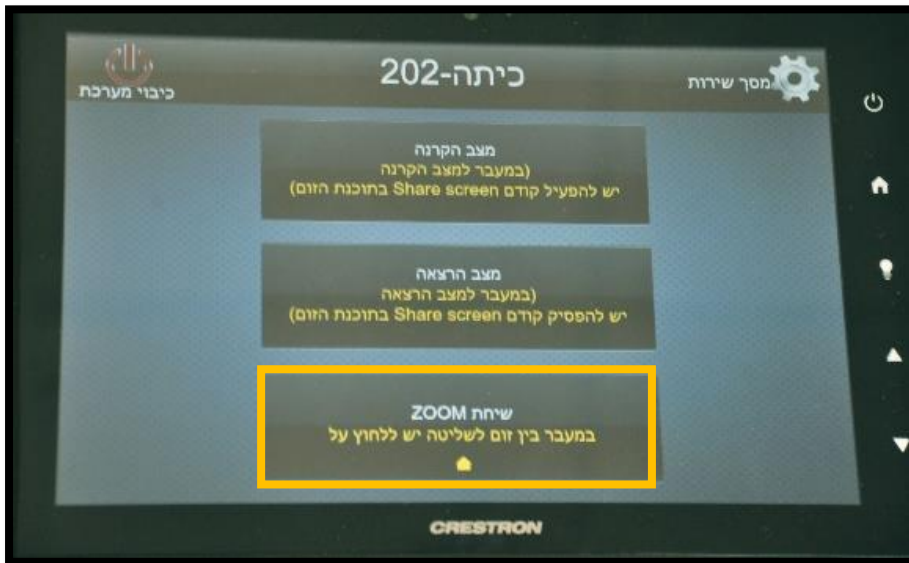 מסך שירות
כיתה-202
כיבוי מערכת
מצב הקרנה
(במעבר למצב הקרנה
יש להפעיל קודם Share screen בתוכנת הזום)
מצב הרצאה
(במעבר למצב הרצאה
יש להפסיק קודם Share screen בתוכנת הזום)
שיחת ZOOM
במעבר בין זום לשליטה יש ללחוץ על
CRESTRON